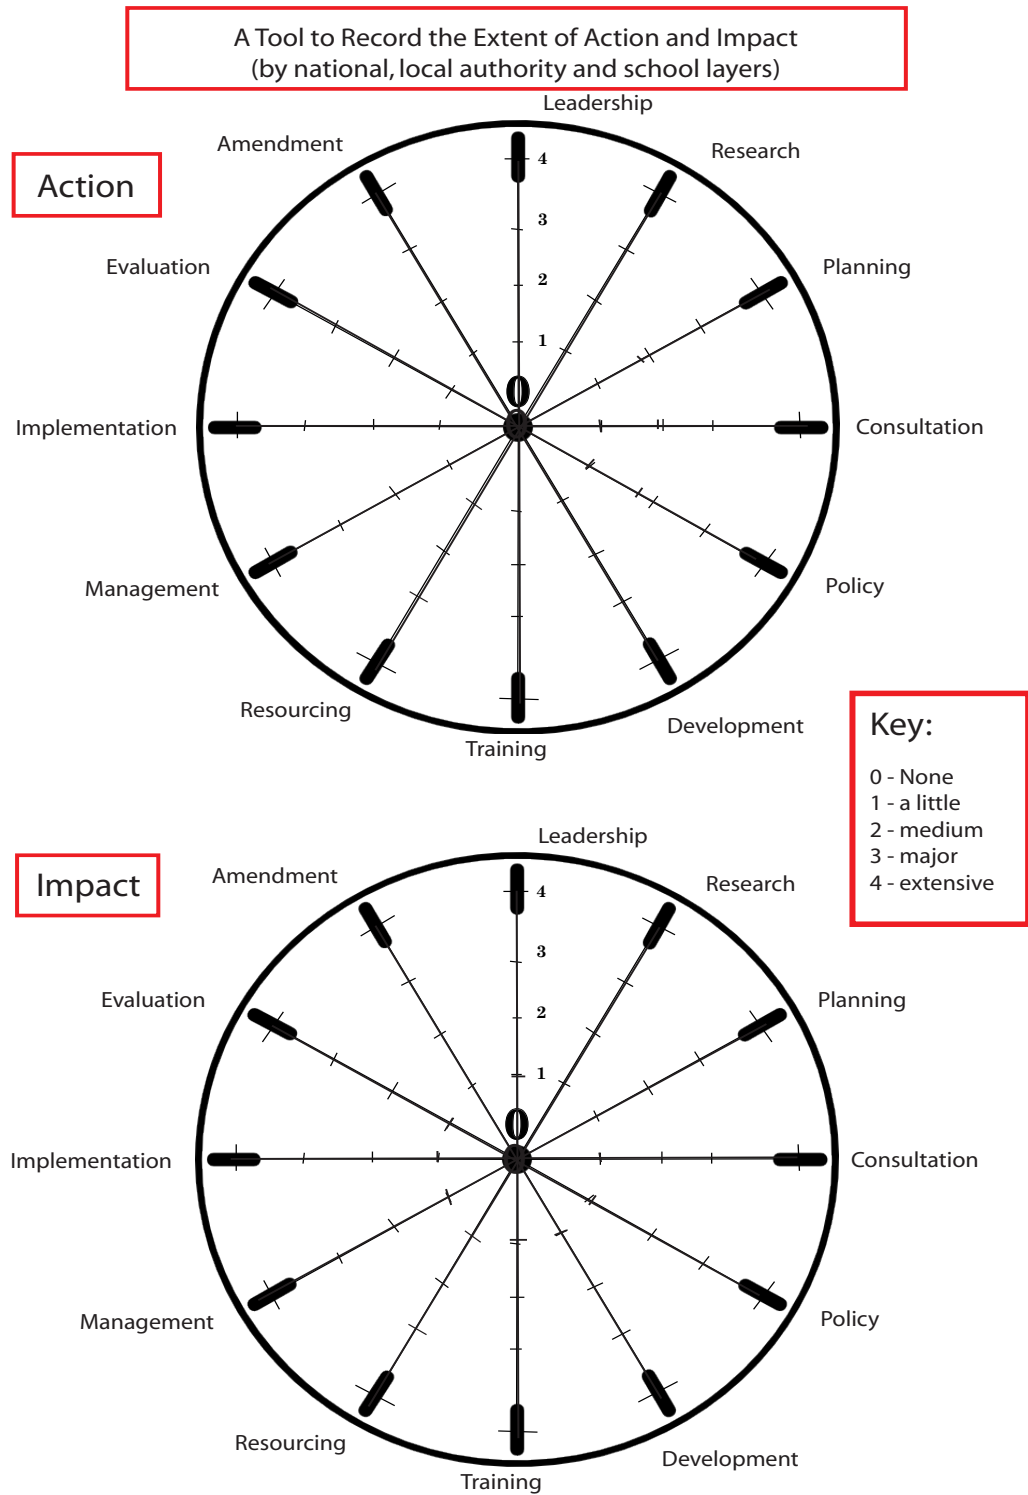 A Tool to Record the Extent of Action and Impact
(by national, local authority and school layers)
Leadership
Amendment
Research
Action
4
3
Evaluation
Planning
2
1
0
Implementation
Consultation
Management
Policy
Resourcing
Development
Training
Key:
0 - None
1 - a little
2 - medium
3 - major
4 - extensive
Leadership
Impact
Amendment
Research
4
3
Evaluation
Planning
2
1
0
Implementation
Consultation
Management
Policy
Resourcing
Development
Training